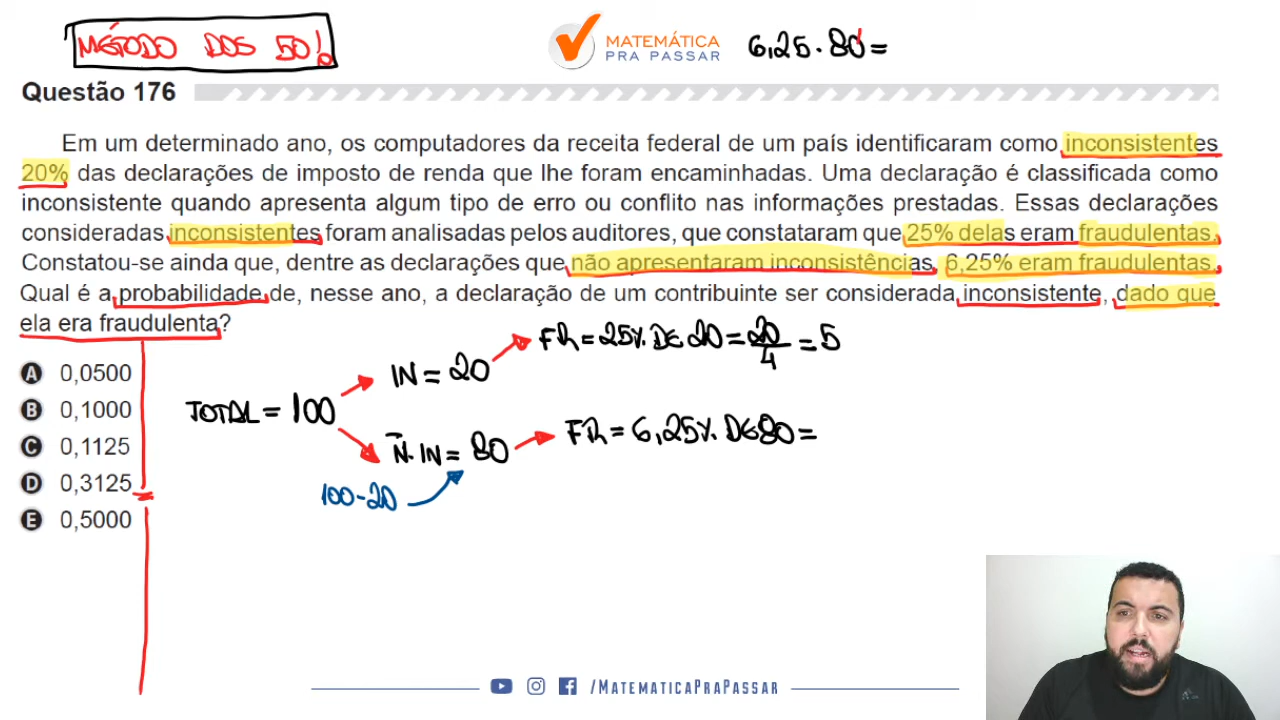 MÉTODO DOS 50!
MATEMÁTICA
PRA PASSAR
6,25 . 80 =
Questão 176
Em um determinado ano, os computadores da receita federal de um país identificaram como inconsistentes
20% das declarações de imposto de renda que lhe foram encaminhadas. Uma declaração é classificada como
inconsistente quando apresenta algum tipo de erro ou conflito nas informações prestadas. Essas declarações
consideradas inconsistentes foram analisadas pelos auditores, que constataram que 25% delas eram fraudulentas.
Constatou-se ainda que, dentre as declarações que não apresentaram inconsistências, 6,25% eram fraudulentas.
Qual é a probabilidade de, nesse ano, a declaração de um contribuinte ser considerada inconsistente, dado que
ela era fraudulenta?
A 0,0500
B 0,1000
C 0,1125
D 0,3125
E 0,5000
TOTAL = 100
IN = 20
FR = 25% DE 20 = 20/4 = 5
N. IN = 80
FR = 6,25% DE 80 =
100-20
/MATEMATICAPRAPASSAR